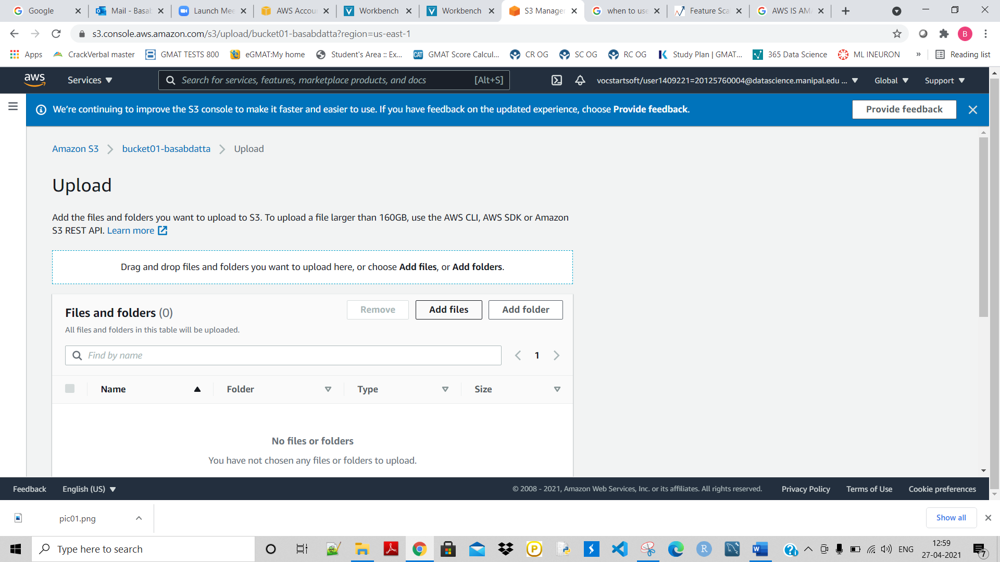 Google
Mail - Basab
Launch Mee
AWS Accou
Workbench
Workbench
S3 Manager
when to use
Feature Sca
AWS IS AMA
s3.console.aws.amazon.com/s3/upload/bucket01-basabdatta?region=us-east-1
B
Apps
CrackVerbal master
GMAT TESTS 800
eGMAT:My home
Student's Area :: Ex...
CAT
GMAT Score Calcul...
CR OG
SC OG
RC OG
Study Plan | GMAT...
365 Data Science
ML INEURON
»
Reading list
aws
Services
Search for services, features, marketplace products, and docs
[Alt+S]
vocstartsoft/user1409221=20125760004@datascience.manipal.edu ...
Global
Support
We're continuing to improve the S3 console to make it faster and easier to use. If you have feedback on the updated experience, choose Provide feedback.
Provide feedback
Amazon S3
bucket01-basabdatta
Upload
Upload
Add the files and folders you want to upload to S3. To upload a file larger than 160GB, use the AWS CLI, AWS SDK or Amazon
S3 REST API. Learn more
Drag and drop files and folders you want to upload here, or choose Add files, or Add folders.
Files and folders (0)
Remove
Add files
Add folder
All files and folders in this table will be uploaded.
Find by name
1
Name
Folder
Type
Size
No files or folders
You have not chosen any files or folders to upload.
Feedback
English (US)
© 2008 - 2021, Amazon Web Services, Inc. or its affiliates. All rights reserved.
Privacy Policy
Terms of Use
Cookie preferences
pic01.png
Show all
Type here to search
ENG
12:59
27-04-2021
7